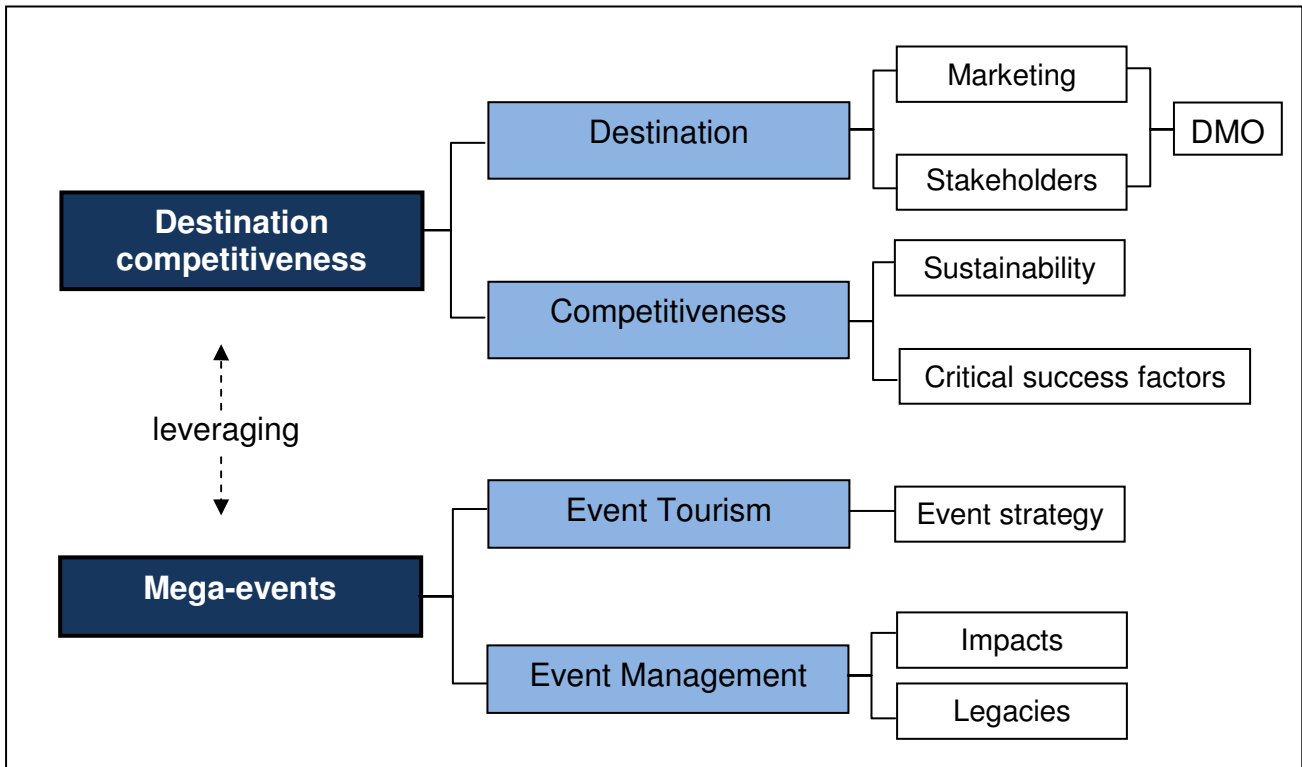 Destination
competitiveness
Destination
Marketing
Stakeholders
DMO
Competitiveness
Sustainability
Critical success factors
leveraging
Mega-events
Event Tourism
Event strategy
Event Management
Impacts
Legacies